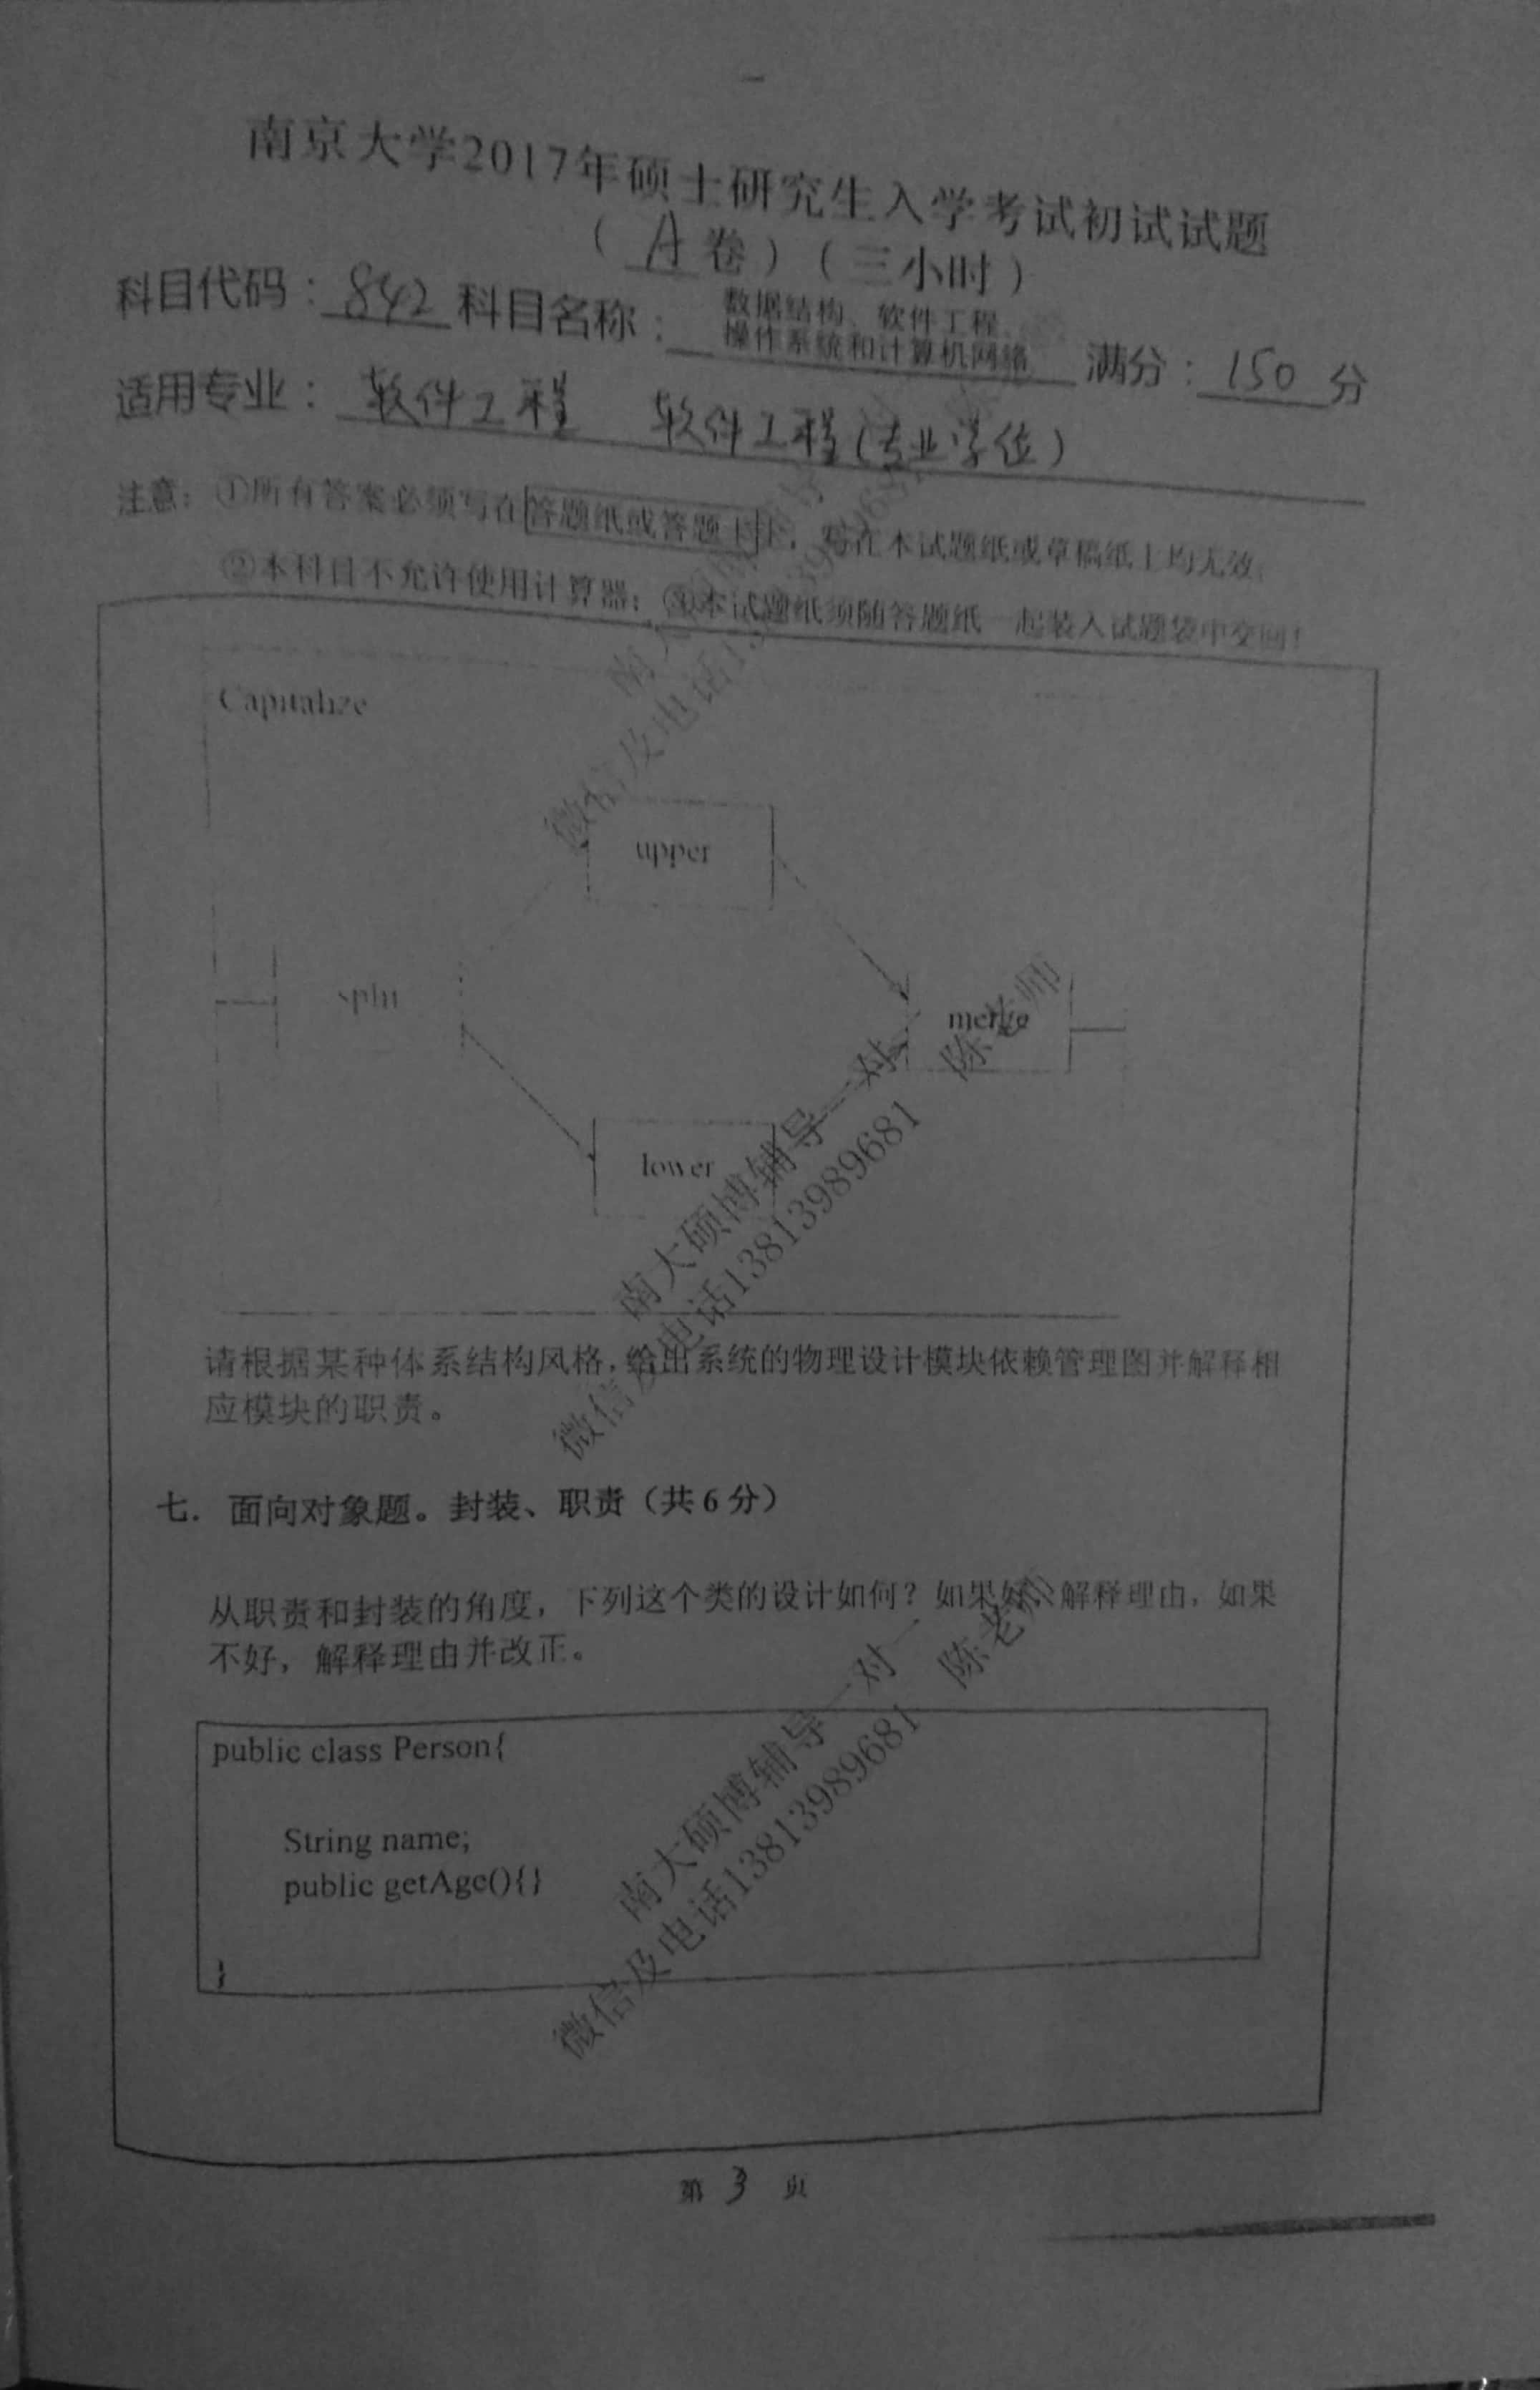 南京大学2017年硕士研究生入学考试初试试题
（ A 卷）（三小时）
科目代码：842 科目名称：数据结构、软件工程、
操作系统和计算机网络 满分：150 分
适用专业：软件工程 软件工程(专业学位)
注意：①所有答案必须写在答题纸或答题卡上，写在本试题纸或草稿纸上均无效；
②本科目不允许使用计算器；③本试题纸须随答题纸一起装入试题袋中交回！
Capitalize
upper
split
merge
lower
请根据某种体系结构风格，给出系统的物理设计模块依赖管理图并解释相
应模块的职责。
七．面向对象题。封装、职责（共 6 分）
从职责和封装的角度，下列这个类的设计如何？如果好，解释理由，如果
不好，解释理由并改正。
public class Person{
String name;
public getAge(){}
}
第 3 页
南大硕博辅导一对一 陈老师
微信及电话13813989681
南大硕博辅导一对一 陈老师
微信及电话13813989681